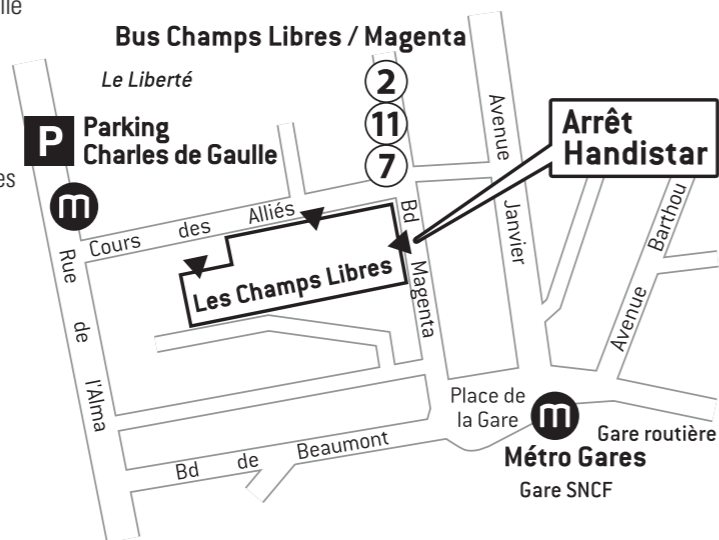 Bus Champs Libres / Magenta
Le Liberté
2
11
7
P
Parking
Charles de Gaulle
m
Arrêt
Handistar
Avenue Janvier
Cours des Alliés
Bd Magenta
Les Champs Libres
Rue de l'Alma
Avenue Barthou
Place de
la Gare
m
Gare routière
Métro Gares
Gare SNCF
Bd de Beaumont